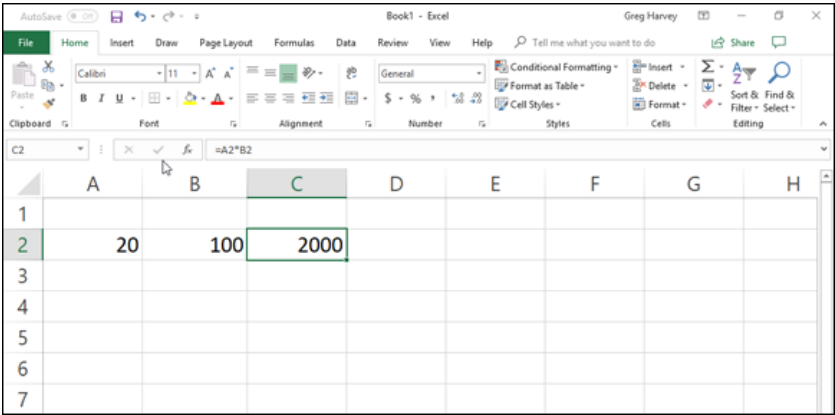 AutoSave Off Book1 - Excel Greg Harvey
File Home Insert Draw Page Layout Formulas Data Review View Help Tell me what you want to do Share
Calibri 11 A A General Conditional Formatting Insert
Paste Format as Table Delete
B I U A $ % , Cell Styles Format
Sort & Find &
Filter Select
Clipboard Font Alignment Number Styles Cells Editing
C2 fx =A2*B2
A B C D E F G H
1
2 20 100 2000
3
4
5
6
7